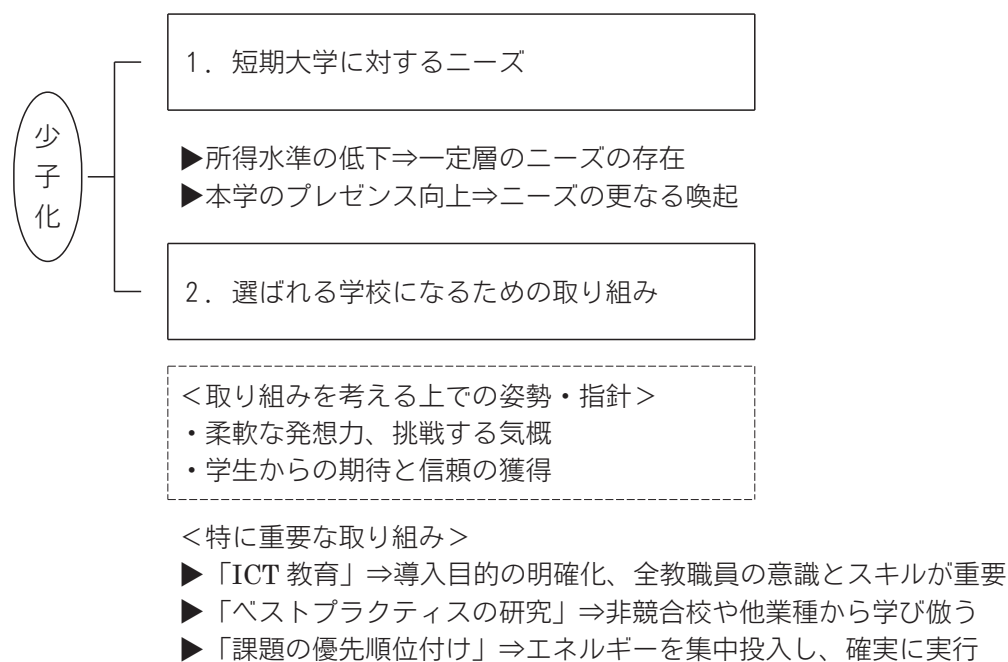 少子化
1．短期大学に対するニーズ
▶所得水準の低下⇒一定層のニーズの存在
▶本学のプレゼンス向上⇒ニーズの更なる喚起
2．選ばれる学校になるための取り組み
＜取り組みを考える上での姿勢・指針＞
・柔軟な発想力、挑戦する気概
・学生からの期待と信頼の獲得
＜特に重要な取り組み＞
▶「ICT 教育」⇒導入目的の明確化、全教職員の意識とスキルが重要
▶「ベストプラクティスの研究」⇒非競合校や他業種から学び倣う
▶「課題の優先順位付け」⇒エネルギーを集中投入し、確実に実行